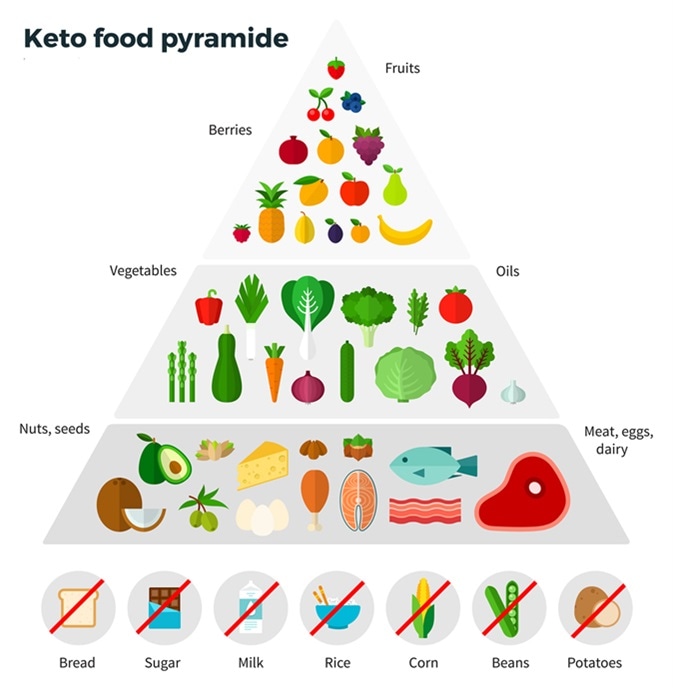 Keto food pyramide
Fruits
Berries
Vegetables
Oils
Nuts, seeds
Meat, eggs,
dairy
Bread
Sugar
Milk
Rice
Corn
Beans
Potatoes